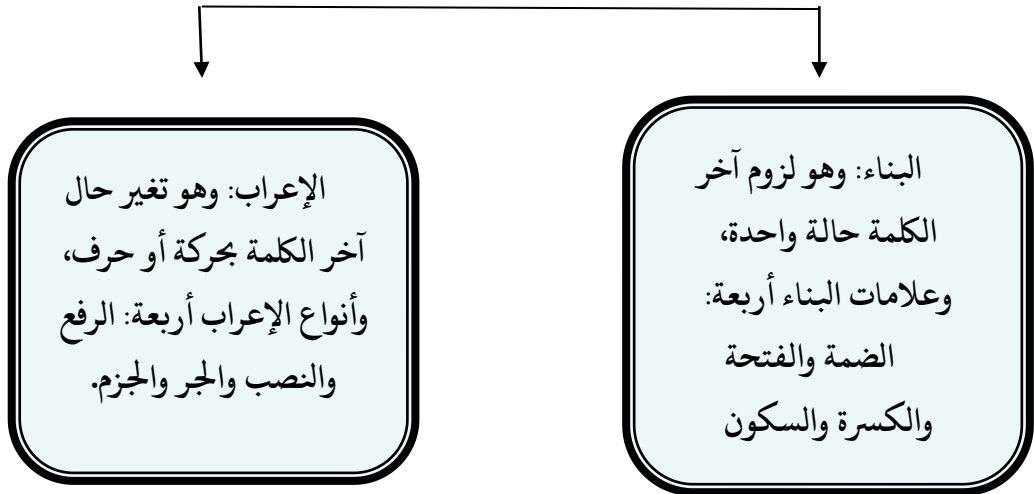 البناء: وهو لزوم آخر
الكلمة حالة واحدة،
وعلامات البناء أربعة:
الضمة والفتحة
والكسرة والسكون
الإعراب: وهو تغير حال
آخر الكلمة بحركة أو حرف،
وأنواع الإعراب أربعة: الرفع
والنصب والجر والجزم.